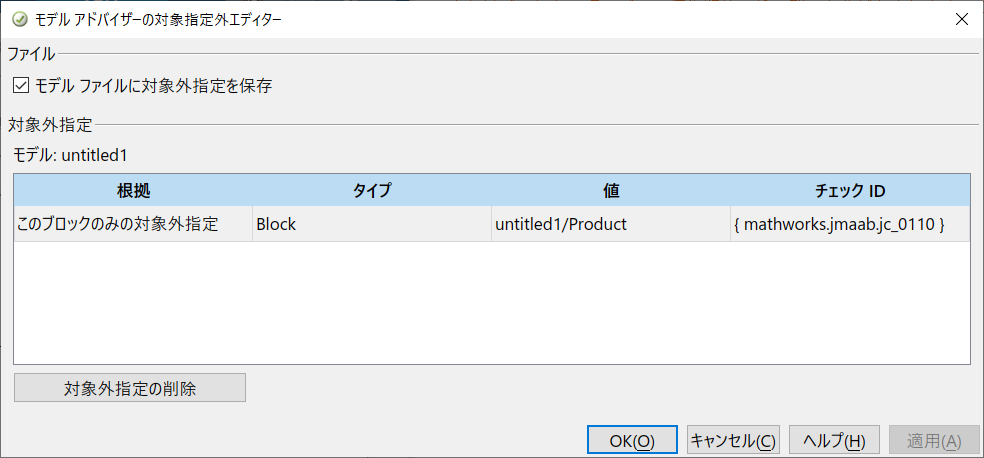 モデル アドバイザーの対象指定外エディター
ファイル
モデル ファイルに対象外指定を保存
対象外指定
モデル: untitled1
根拠 タイプ 値 チェック ID
このブロックのみの対象外指定 Block untitled1/Product { mathworks.jmaab.jc_0110 }
対象外指定の削除
OK(O) キャンセル(C) ヘルプ(H) 適用(A)